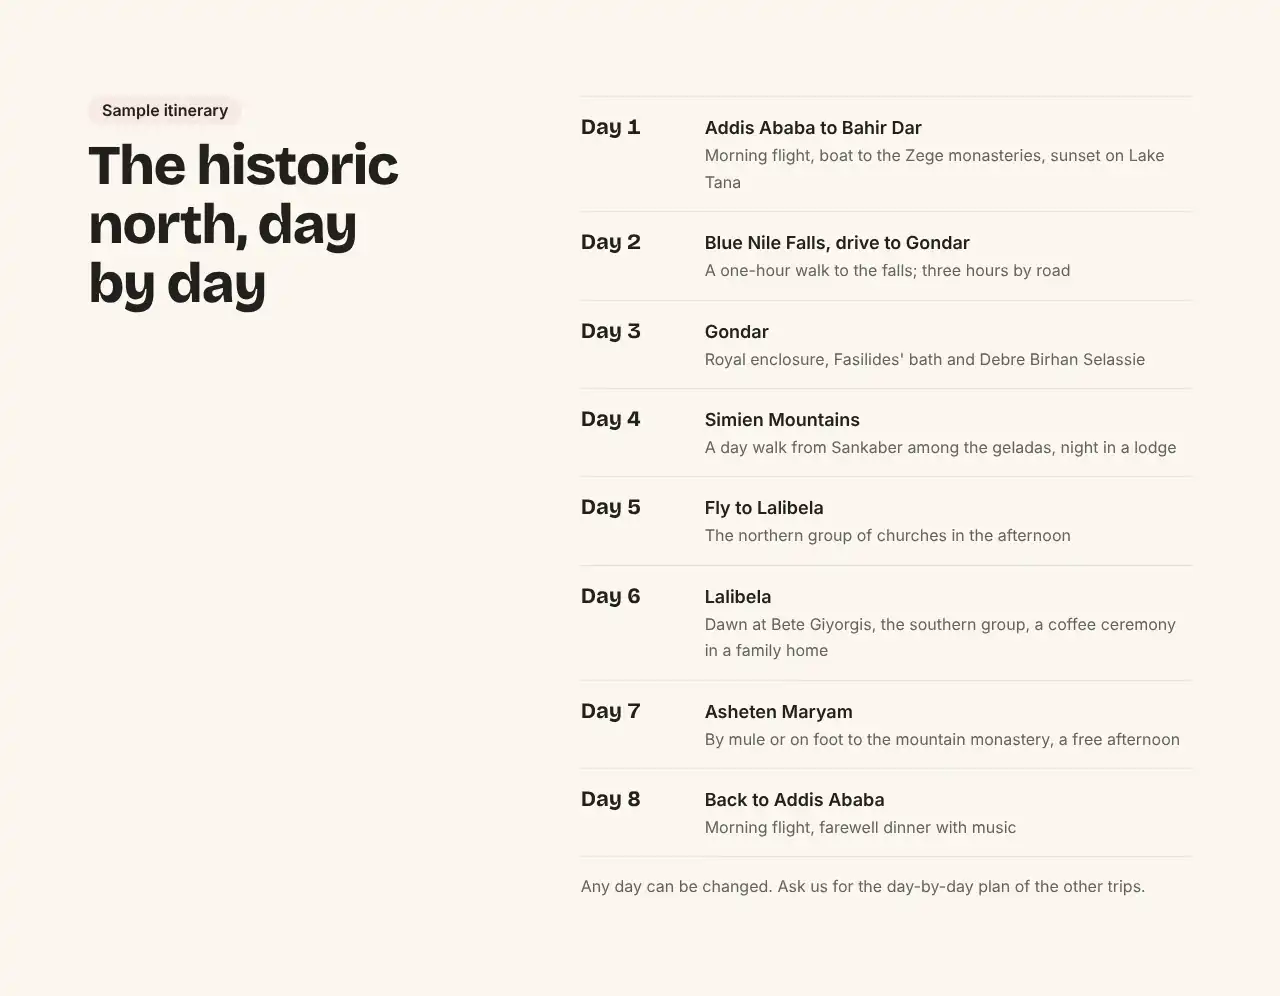 Sample itinerary
The historic
north, day
by day
Day 1
Addis Ababa to Bahir Dar
Morning flight, boat to the Zege monasteries, sunset on Lake
Tana
Day 2
Blue Nile Falls, drive to Gondar
A one-hour walk to the falls; three hours by road
Day 3
Gondar
Royal enclosure, Fasilides' bath and Debre Birhan Selassie
Day 4
Simien Mountains
A day walk from Sankaber among the geladas, night in a lodge
Day 5
Fly to Lalibela
The northern group of churches in the afternoon
Day 6
Lalibela
Dawn at Bete Giyorgis, the southern group, a coffee ceremony
in a family home
Day 7
Asheten Maryam
By mule or on foot to the mountain monastery, a free afternoon
Day 8
Back to Addis Ababa
Morning flight, farewell dinner with music
Any day can be changed. Ask us for the day-by-day plan of the other trips.